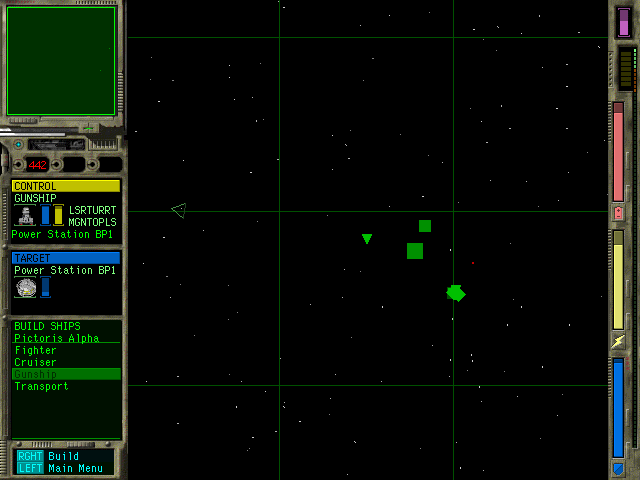 442
CONTROL
GUNSHIP
LSRTURRT
MGNTOPLS
Power Station BP1
TARGET
Power Station BP1
BUILD SHIPS
Pictoris Alpha
Fighter
Cruiser
Gunship
Transport
RGHT Build
LEFT Main Menu